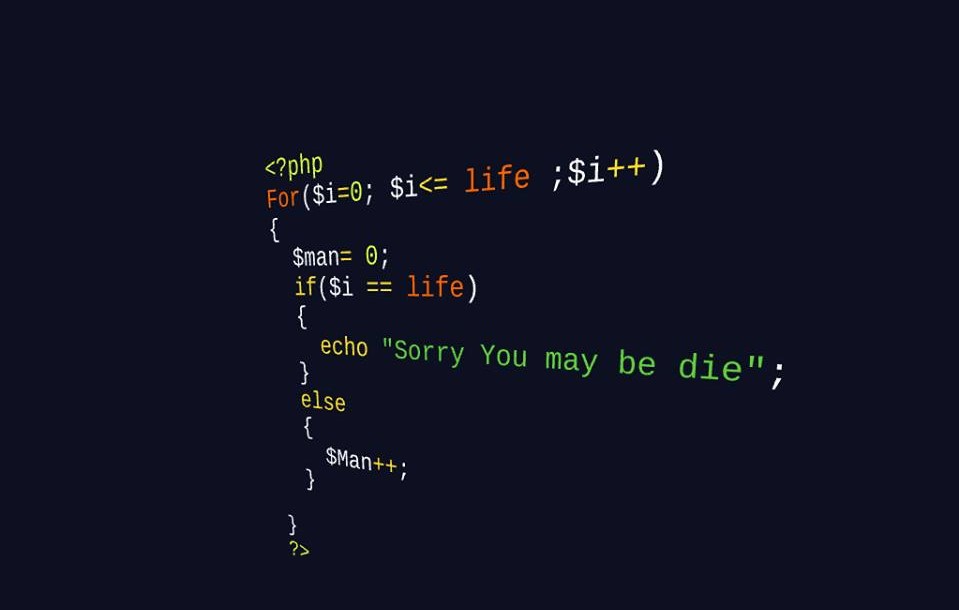 <?php
For($i=0; $i<= life ;$i++)
{
$man= 0;
if($i == life)
{
echo "Sorry You may be die";
}
else
{
$Man++;
}
}
?>